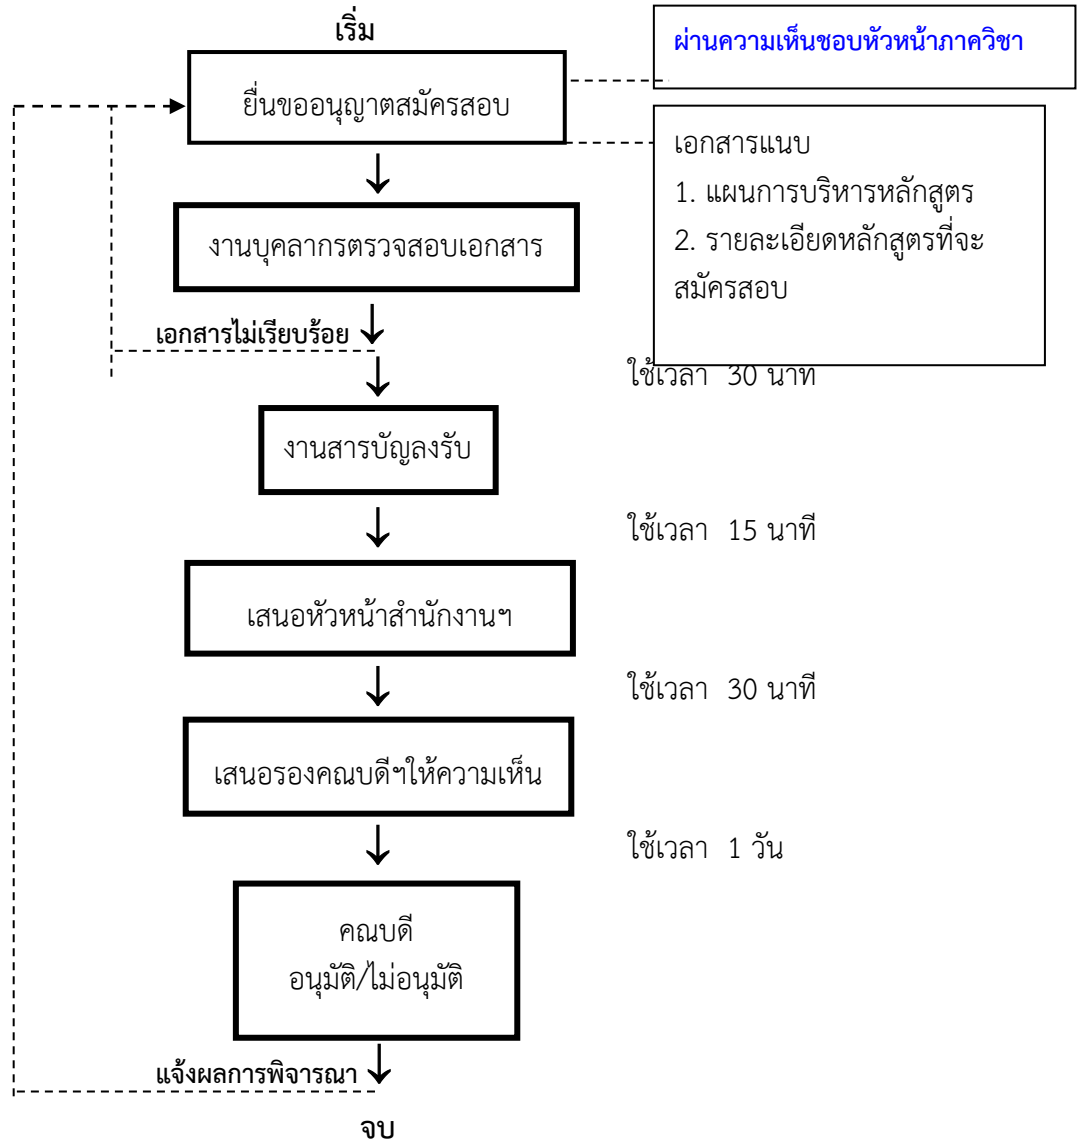 เริ่ม
ผ่านความเห็นชอบหัวหน้าภาควิชา
ยื่นขออนุญาตสมัครสอบ
เอกสารแนบ
1. แผนการบริหารหลักสูตร
2. รายละเอียดหลักสูตรที่จะ
สมัครสอบ
งานบุคลากรตรวจสอบเอกสาร
เอกสารไม่เรียบร้อย
ใช้เวลา 30 นาที
งานสารบัญลงรับ
ใช้เวลา 15 นาที
เสนอหัวหน้าสำนักงานฯ
ใช้เวลา 30 นาที
เสนอรองคณบดีฯให้ความเห็น
ใช้เวลา 1 วัน
คณบดี
อนุมัติ/ไม่อนุมัติ
แจ้งผลการพิจารณา
จบ